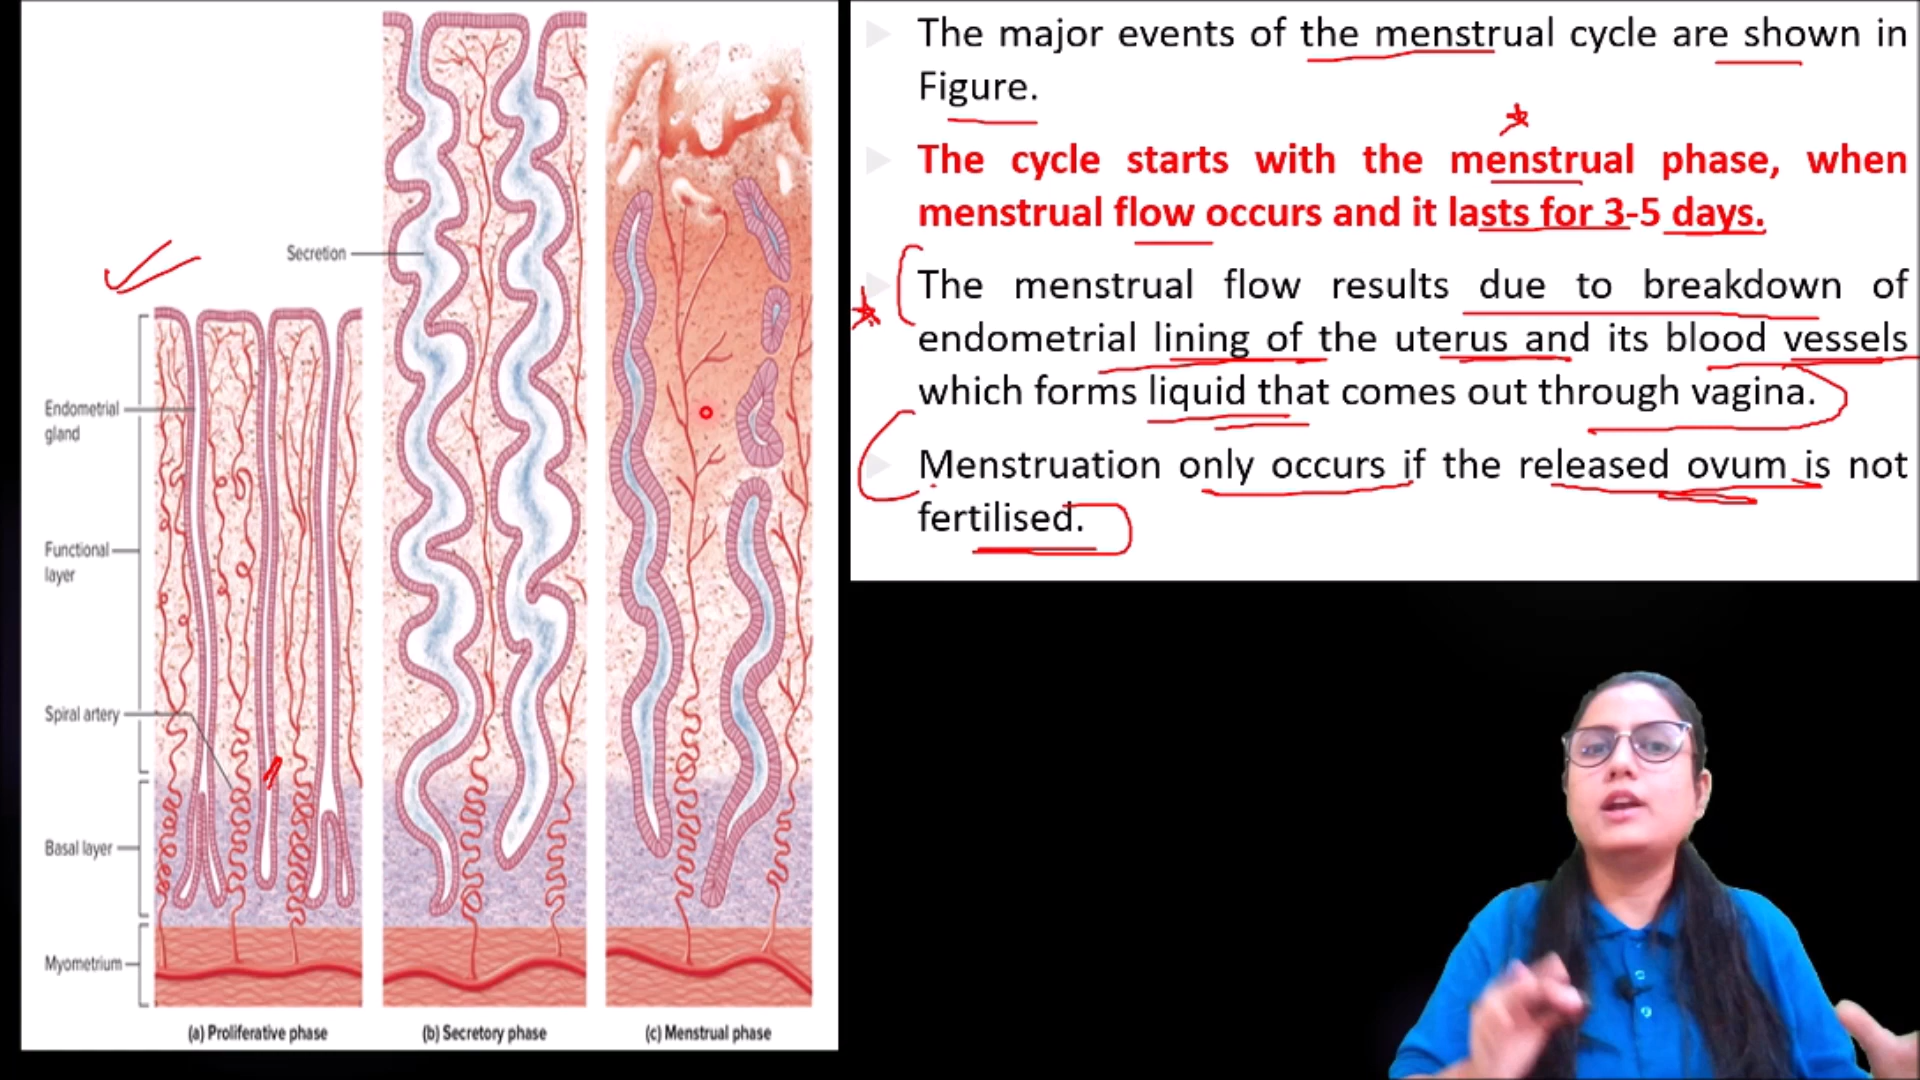 Secretion
Endometrial
gland
Functional
layer
Spiral artery
Basal layer
Myometrium
(a) Proliferative phase
(b) Secretory phase
(c) Menstrual phase
The major events of the menstrual cycle are shown in
Figure.
The cycle starts with the menstrual phase, when
menstrual flow occurs and it lasts for 3-5 days.
The menstrual flow results due to breakdown of
endometrial lining of the uterus and its blood vessels
which forms liquid that comes out through vagina.
Menstruation only occurs if the released ovum is not
fertilised.